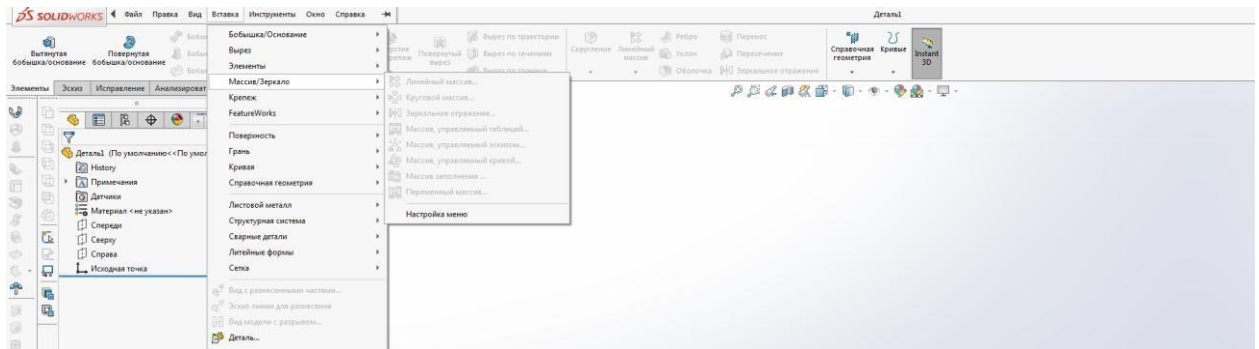 SOLIDWORKS Файл Правка Вид Вставка Инструменты Окно Справка Деталь1
Вытянутая бобышка/основание
Повернутая бобышка/основание
Повернутый вырез
Вырез по траектории
Вырез по сечениям
Вырез по границе
Скругление
Линейный массив
Ребро
Уклон
Оболочка
Перенос
Пересечение
Зеркальное отражение
Справочная геометрия
Кривые
Instant 3D
Элементы Эскиз Исправление Анализироват
Деталь1 (По умолчанию<<По умол
History
Примечания
Датчики
Материал <не указан>
Спереди
Сверху
Справа
Исходная точка
Бобышка/Основание
Вырез
Элементы
Массив/Зеркало
Крепеж
FeatureWorks
Поверхность
Грань
Кривая
Справочная геометрия
Листовой металл
Структурная система
Сварные детали
Литейные формы
Сетка
Вид с разнесенными частями...
Эскиз линии для разнесения
Вид модели с разрывом...
Деталь...
Линейный массив...
Круговой массив...
Зеркальное отражение...
Массив, управляемый таблицей...
Массив, управляемый эскизом...
Массив, управляемый кривой...
Массив заполнения ...
Переменный массив...
Настройка меню